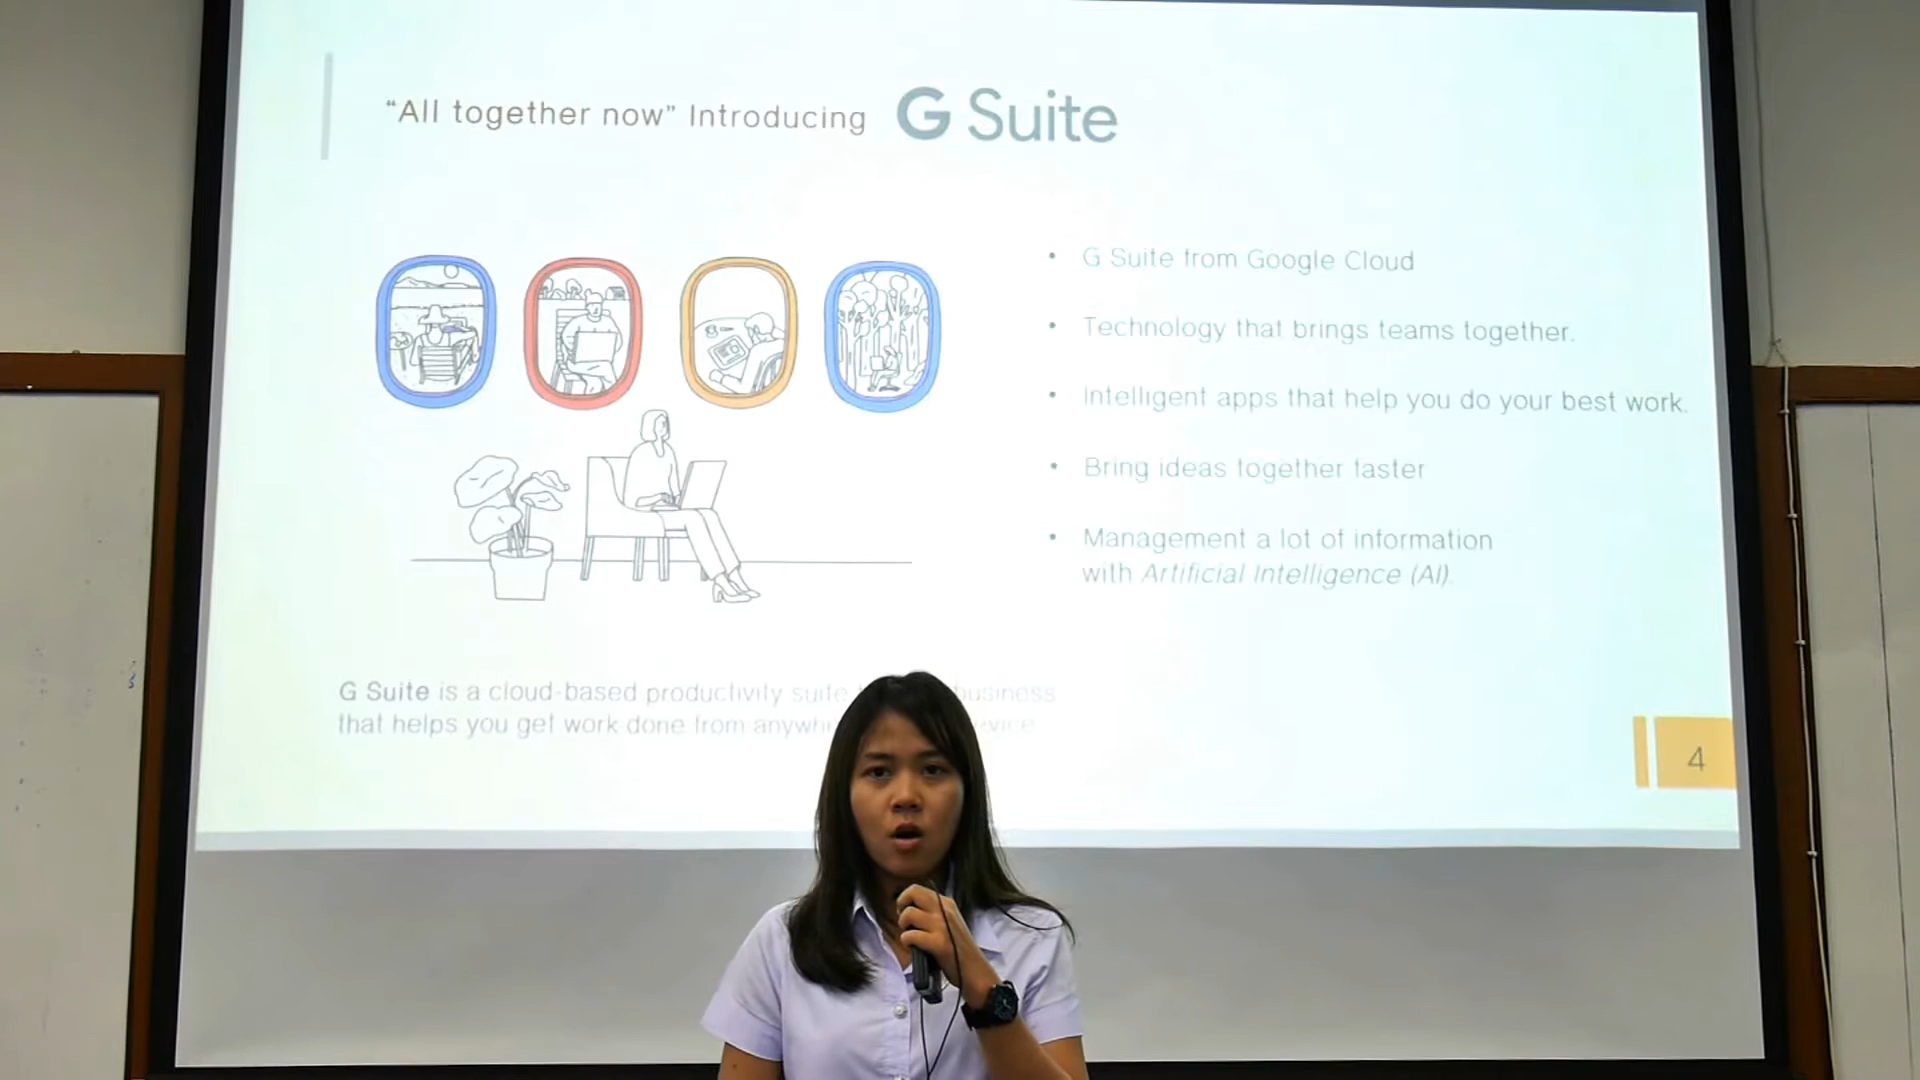 “All together now” Introducing G Suite
• G Suite from Google Cloud
• Technology that brings teams together.
• Intelligent apps that help you do your best work.
• Bring ideas together faster
• Management a lot of information
with Artificial Intelligence (AI).
G Suite is a cloud-based productivity suite business
that helps you get work done from
4